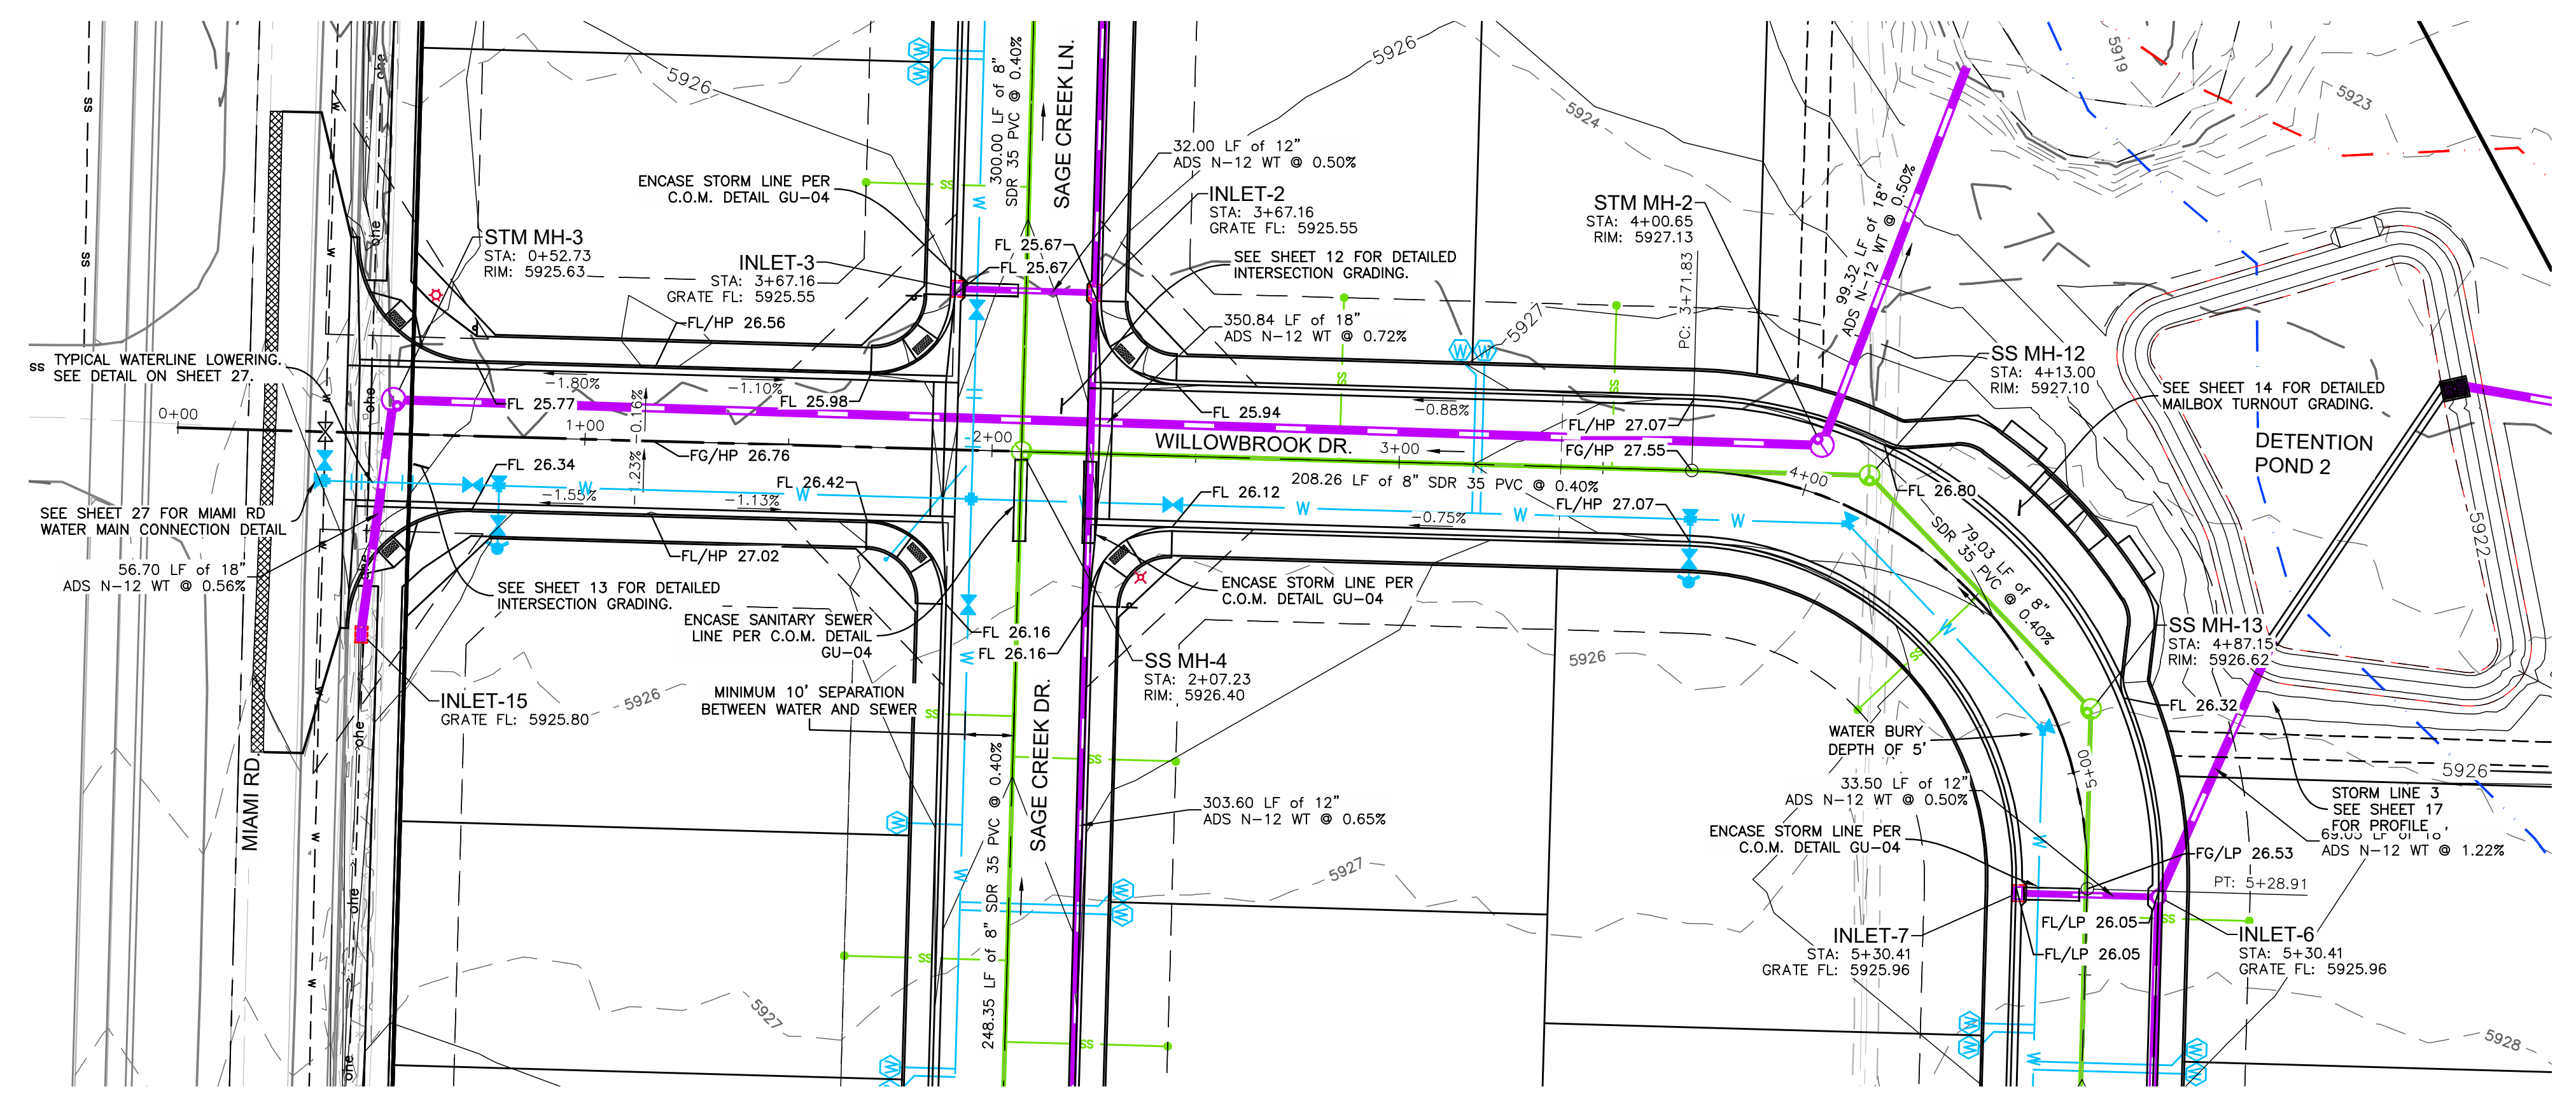 5926
300.00 LF of 8"
SDR 35 PVC @ 0.40%
SAGE CREEK LN.
5926
5924
5919
5923
32.00 LF of 12"
ADS N-12 WT @ 0.50%
ENCASE STORM LINE PER
C.O.M. DETAIL GU-04
INLET-2
STA: 3+67.16
GRATE FL: 5925.55
STM MH-2
STA: 4+00.65
RIM: 5927.13
99.32 LF of 18"
ADS N-12 WT @ 0.50%
STM MH-3
STA: 0+52.73
RIM: 5925.63
INLET-3
STA: 3+67.16
GRATE FL: 5925.55
FL 25.67
FL 25.67
SEE SHEET 12 FOR DETAILED
INTERSECTION GRADING.
PC: 3+71.83
FL/HP 26.56
350.84 LF of 18"
ADS N-12 WT @ 0.72%
5927
SS MH-12
STA: 4+13.00
RIM: 5927.10
TYPICAL WATERLINE LOWERING.
SEE DETAIL ON SHEET 27.
SEE SHEET 14 FOR DETAILED
MAILBOX TURNOUT GRADING.
-1.80%
-1.10%
FL 25.77
FL 25.98
FL 25.94
-0.88%
FL/HP 27.07
0+00
1+00
2+00
3+00
4+00
-1.23%
-0.16%
FG/HP 26.76
WILLOWBROOK DR.
FG/HP 27.55
DETENTION
POND 2
FL 26.34
FL 26.42
208.26 LF of 8" SDR 35 PVC @ 0.40%
FL 26.80
-1.55%
-1.13%
FL 26.12
-0.75%
FL/HP 27.07
SEE SHEET 27 FOR MIAMI RD
WATER MAIN CONNECTION DETAIL
5922
79.03 LF of 8"
SDR 35 PVC @ 0.40%
FL/HP 27.02
56.70 LF of 18"
ADS N-12 WT @ 0.56%
SEE SHEET 13 FOR DETAILED
INTERSECTION GRADING.
ENCASE STORM LINE PER
C.O.M. DETAIL GU-04
ENCASE SANITARY SEWER
LINE PER C.O.M. DETAIL
GU-04
FL 26.16
FL 26.16
SS MH-4
STA: 2+07.23
RIM: 5926.40
5926
SS MH-13
STA: 4+87.15
RIM: 5926.62
INLET-15
GRATE FL: 5925.80
5926
MINIMUM 10' SEPARATION
BETWEEN WATER AND SEWER
FL 26.32
WATER BURY
DEPTH OF 5'
5+00
5926
MIAMI RD.
SAGE CREEK DR.
248.35 LF of 8" SDR 35 PVC @ 0.40%
303.60 LF of 12"
ADS N-12 WT @ 0.65%
33.50 LF of 12"
ADS N-12 WT @ 0.50%
STORM LINE 3
SEE SHEET 17
FOR PROFILE
ADS N-12 WT @ 1.22%
ENCASE STORM LINE PER
C.O.M. DETAIL GU-04
FG/LP 26.53
PT: 5+28.91
5927
FL/LP 26.05
FL/LP 26.05
INLET-7
STA: 5+30.41
GRATE FL: 5925.96
INLET-6
STA: 5+30.41
GRATE FL: 5925.96
5927
5928
ohe
ohe
ohe
ohe
ohe
ohe
SS
SS
SS
SS
SS
SS
SS
SS
SS
SS
SS
SS
W
W
W
W
W
W
W
W
W
W
W
W